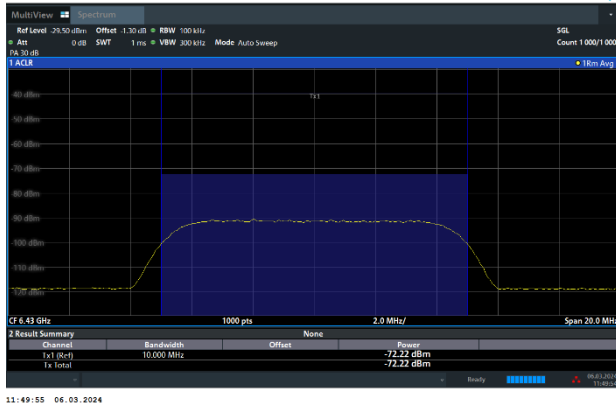 MultiView Spectrum
Ref Level -29.50 dBm Offset -1.30 dB RBW 100 kHz SGL
Att 0 dB SWT 1 ms VBW 300 kHz Mode Auto Sweep Count 1000/1000
PA 30 dB
1 ACLR 1Rm Avg
-40 dBm
Tx1
-50 dBm
-60 dBm
-70 dBm
-80 dBm
-90 dBm
-100 dBm
-110 dBm
-120 dBm
CF 6.43 GHz 1000 pts 2.0 MHz/ Span 20.0 MHz
2 Result Summary None
Channel Bandwidth Offset Power
Tx1 (Ref) 10.000 MHz -72.22 dBm
Tx Total -72.22 dBm
Ready 06.03.2024
11:49:54
11:49:55 06.03.2024